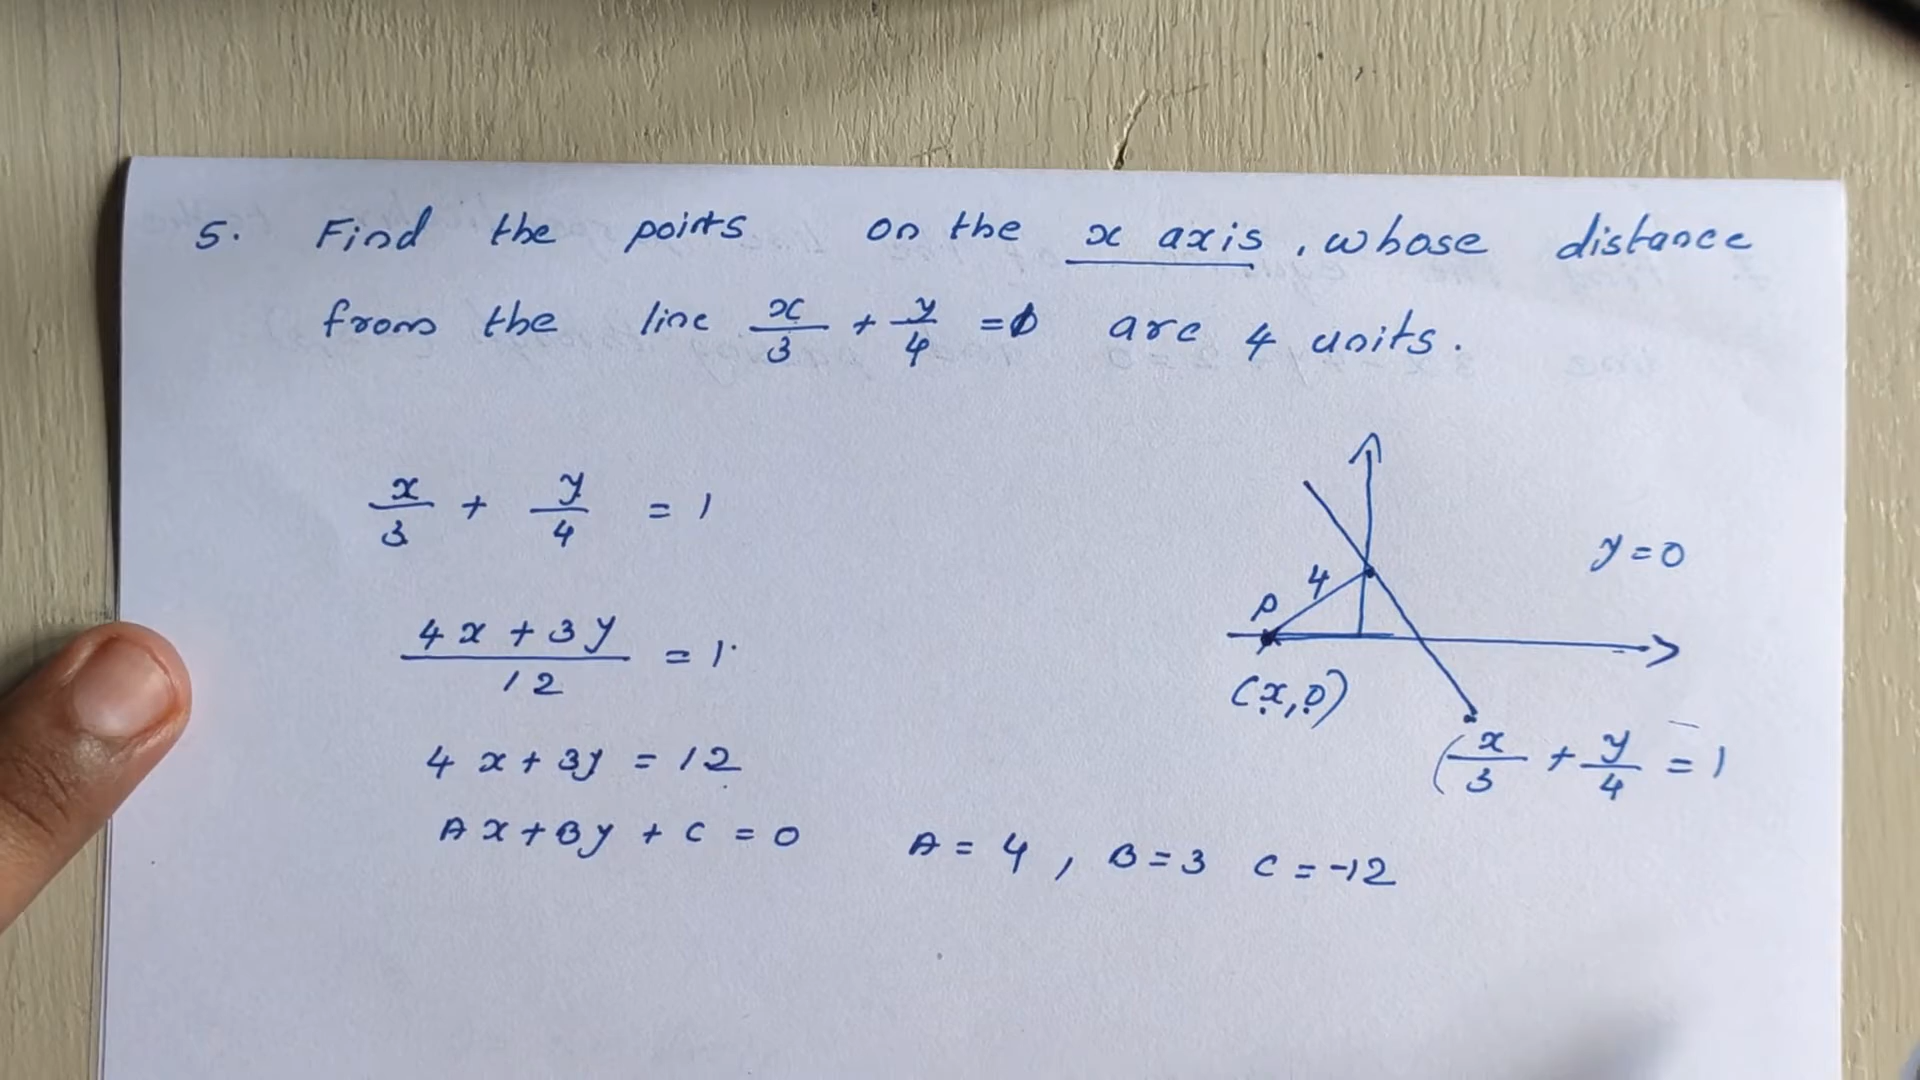 5. Find the points on the x axis, whose distance
from the line x/3 + y/4 = 1 are 4 units.
x/3 + y/4 = 1
(4x + 3y)/12 = 1
4x + 3y = 12
Ax + By + C = 0 A = 4, B = 3 C = -12
y = 0
4
P
(x, 0)
(x/3 + y/4 = 1